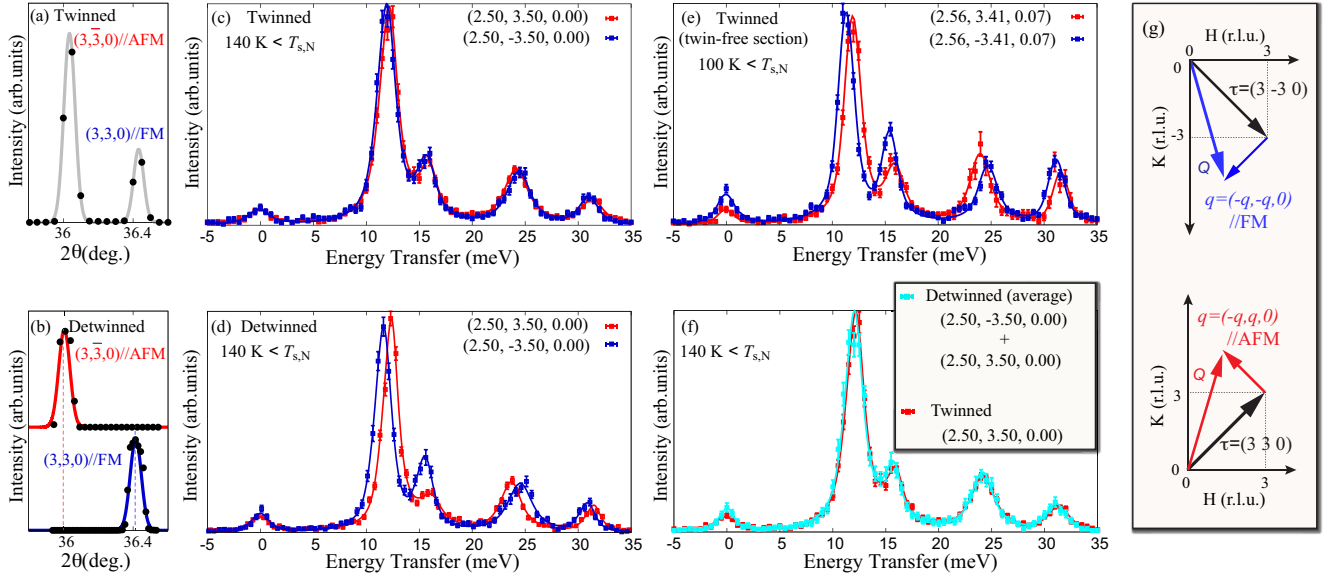 (a) Twinned
(3,3̅,0)//AFM
(3,3,0)//FM
Intensity (arb.units)
36
36.4
2θ(deg.)
(b) Detwinned
(3,3̅,0)//AFM
(3,3,0)//FM
Intensity (arb.units)
36
36.4
2θ(deg.)
(c) Twinned
140 K < Ts,N
(2.50, 3.50, 0.00)
(2.50, -3.50, 0.00)
Intensity (arb.units)
-5 0 5 10 15 20 25 30 35
Energy Transfer (meV)
(d) Detwinned
140 K < Ts,N
(2.50, 3.50, 0.00)
(2.50, -3.50, 0.00)
Intensity (arb.units)
-5 0 5 10 15 20 25 30 35
Energy Transfer (meV)
(e) Twinned
(twin-free section)
100 K < Ts,N
(2.56, 3.41, 0.07)
(2.56, -3.41, 0.07)
Intensity (arb.units)
-5 0 5 10 15 20 25 30 35
Energy Transfer (meV)
(f)
140 K < Ts,N
Detwinned (average)
(2.50, -3.50, 0.00)
+
(2.50, 3.50, 0.00)
Twinned
(2.50, 3.50, 0.00)
Intensity (arb.units)
-5 0 5 10 15 20 25 30 35
Energy Transfer (meV)
(g)
0 3
H (r.l.u.)
0
τ=(3 -3 0)
-3
K (r.l.u.)
Q
q=(-q,-q,0)
//FM
q=(-q,q,0)
//AFM
Q
3
K (r.l.u.)
τ=(3 3 0)
0
0 3
H (r.l.u.)